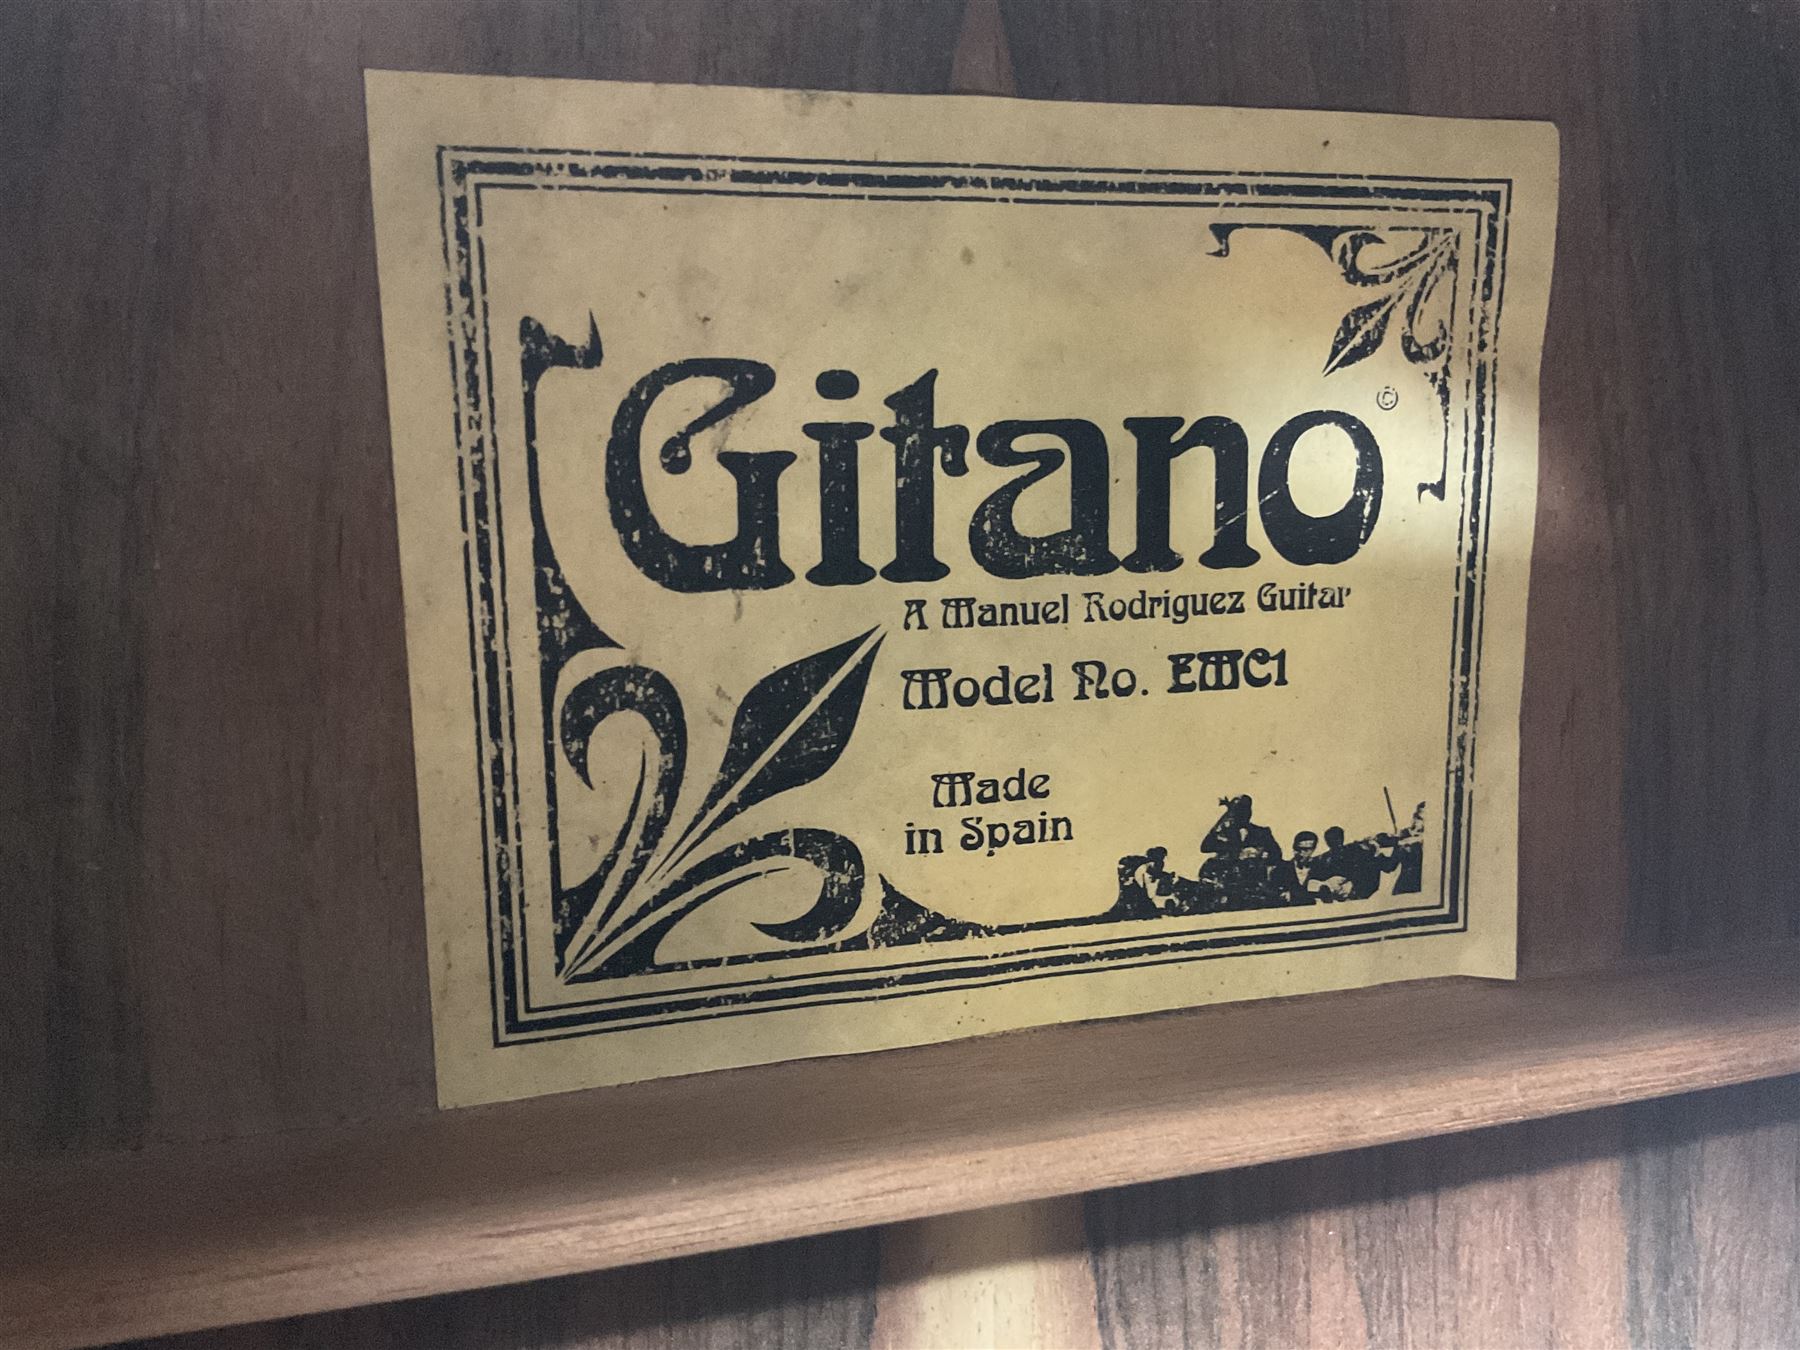 Gitano ©
A Manuel Rodriguez Guitar
Model No. EMC1
Made
in Spain